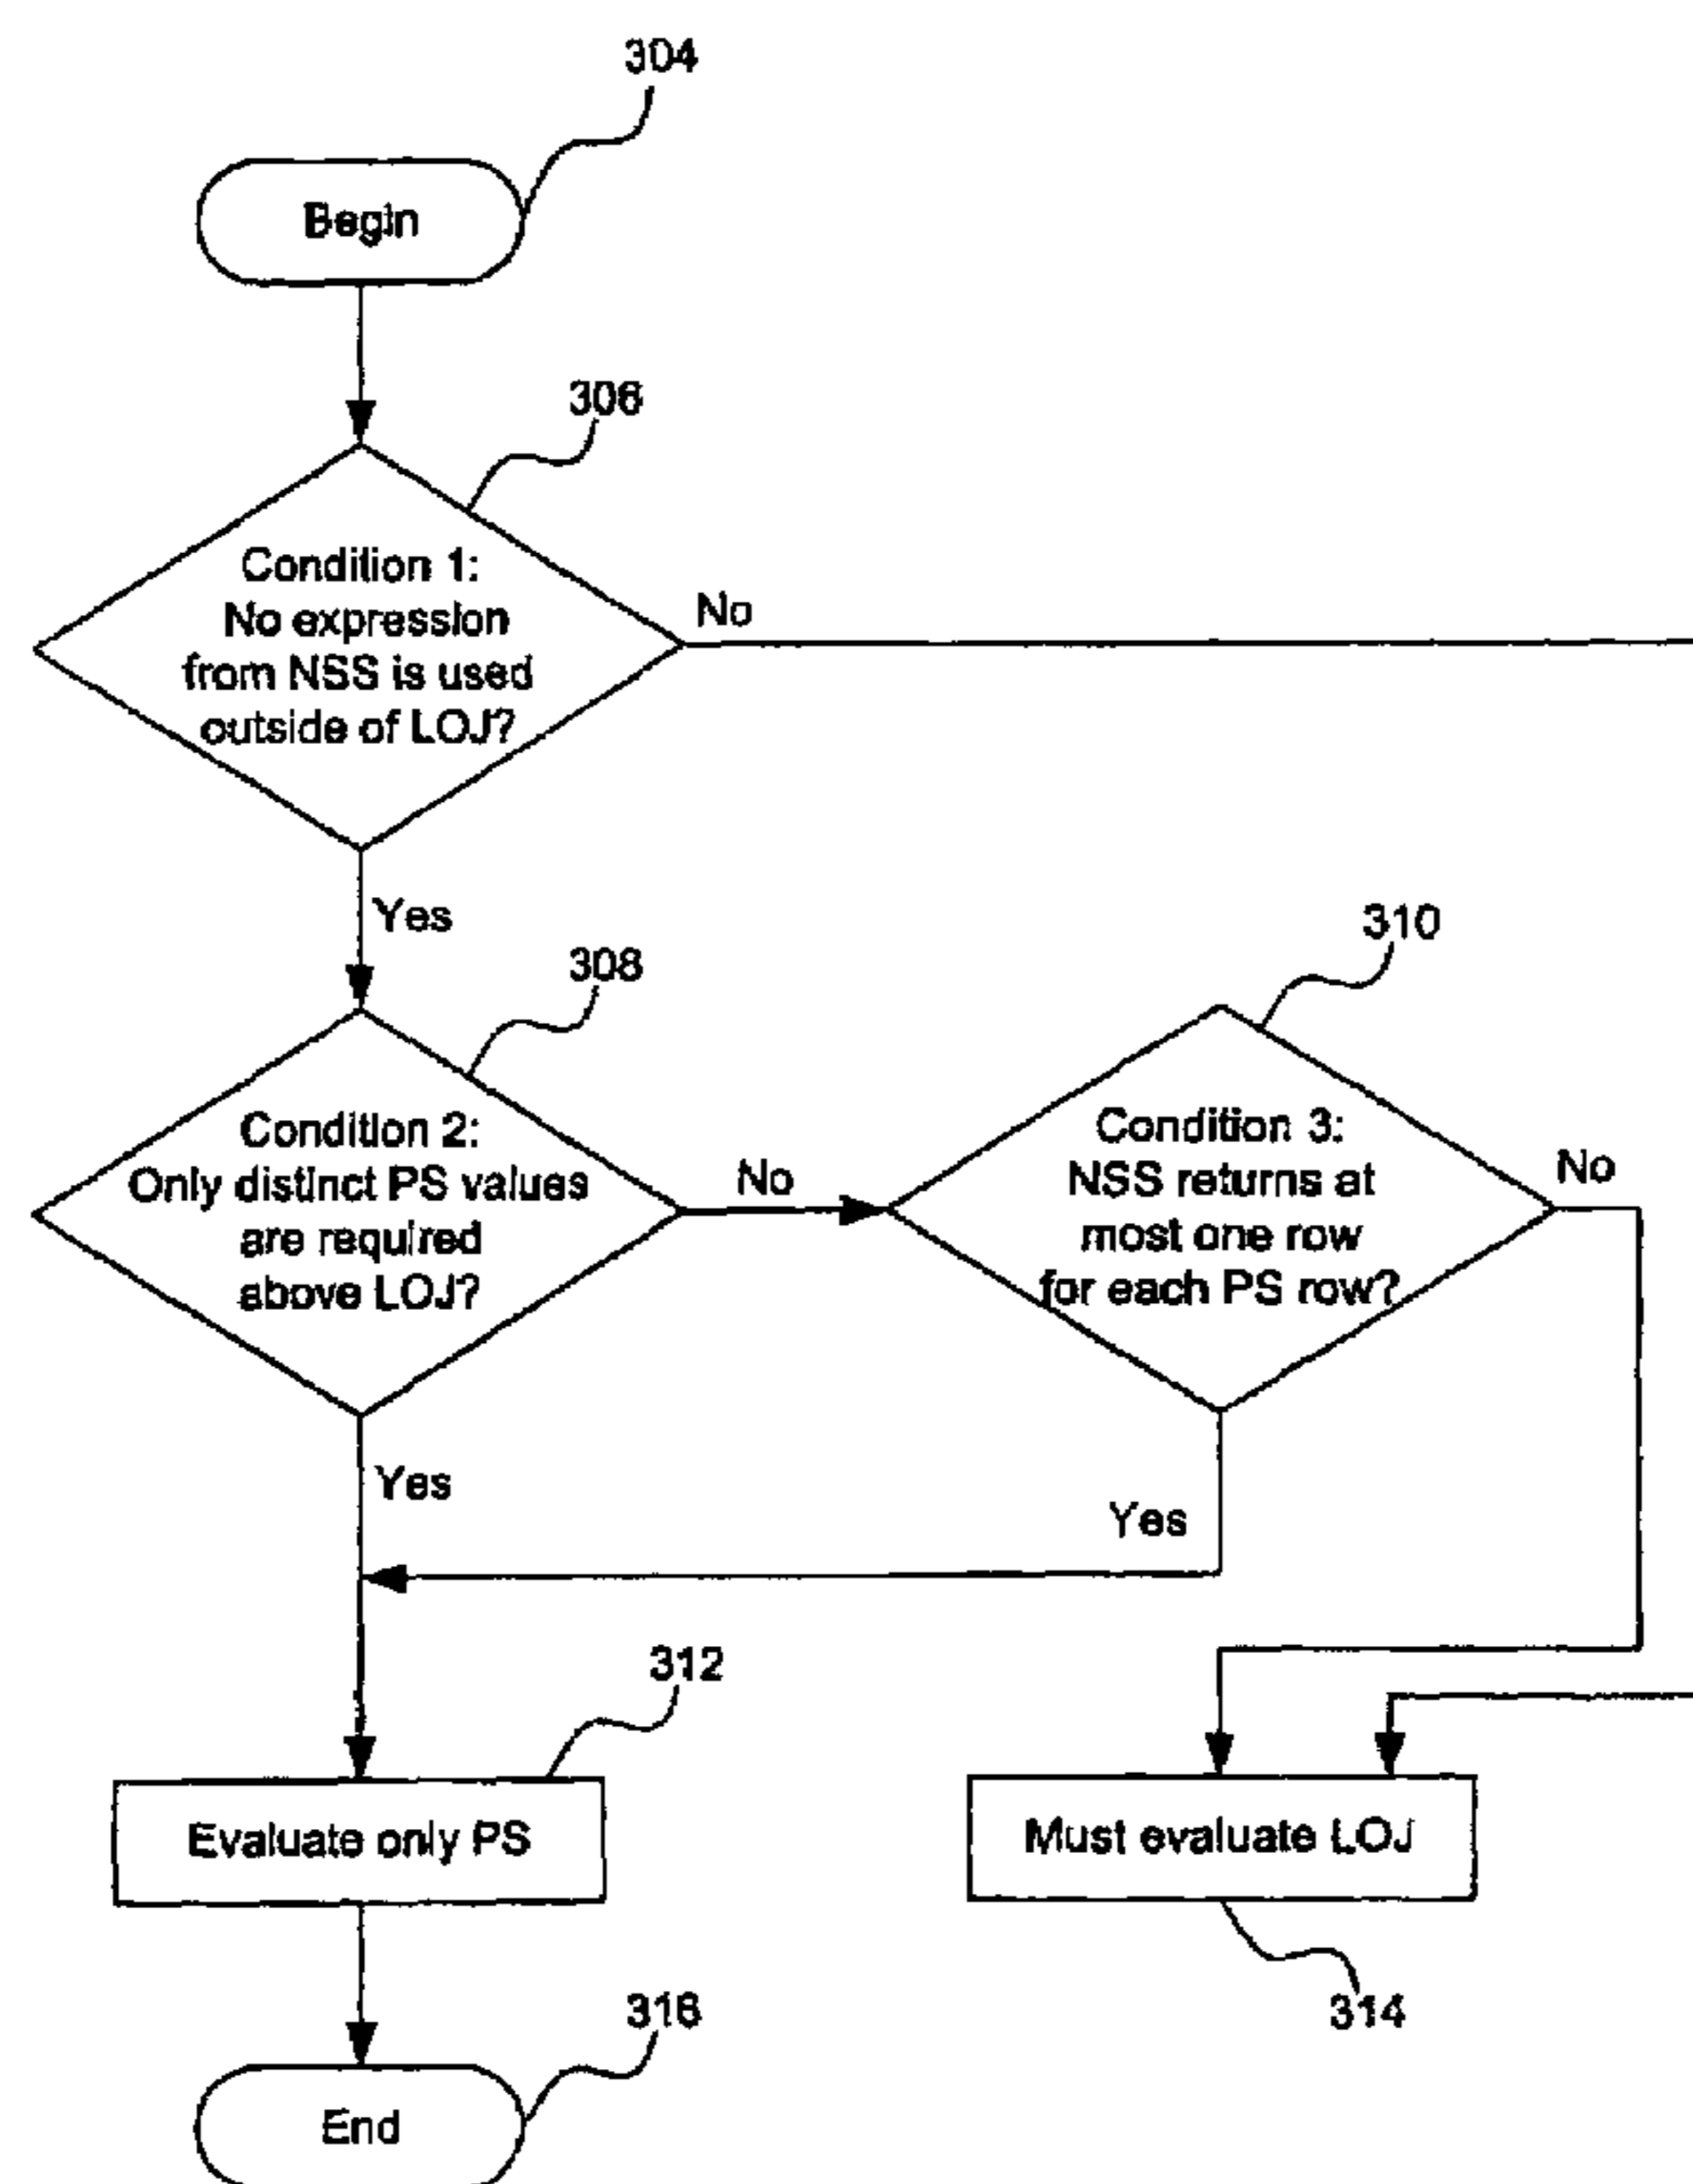 304
Begin
306
Condition 1:
No expression
from NSS is used
outside of LOJ?
No
Yes
308
Condition 2:
Only distinct PS values
are required
above LOJ?
No
310
Condition 3:
NSS returns at
most one row
for each PS row?
No
Yes
Yes
312
Evaluate only PS
Must evaluate LOJ
314
316
End